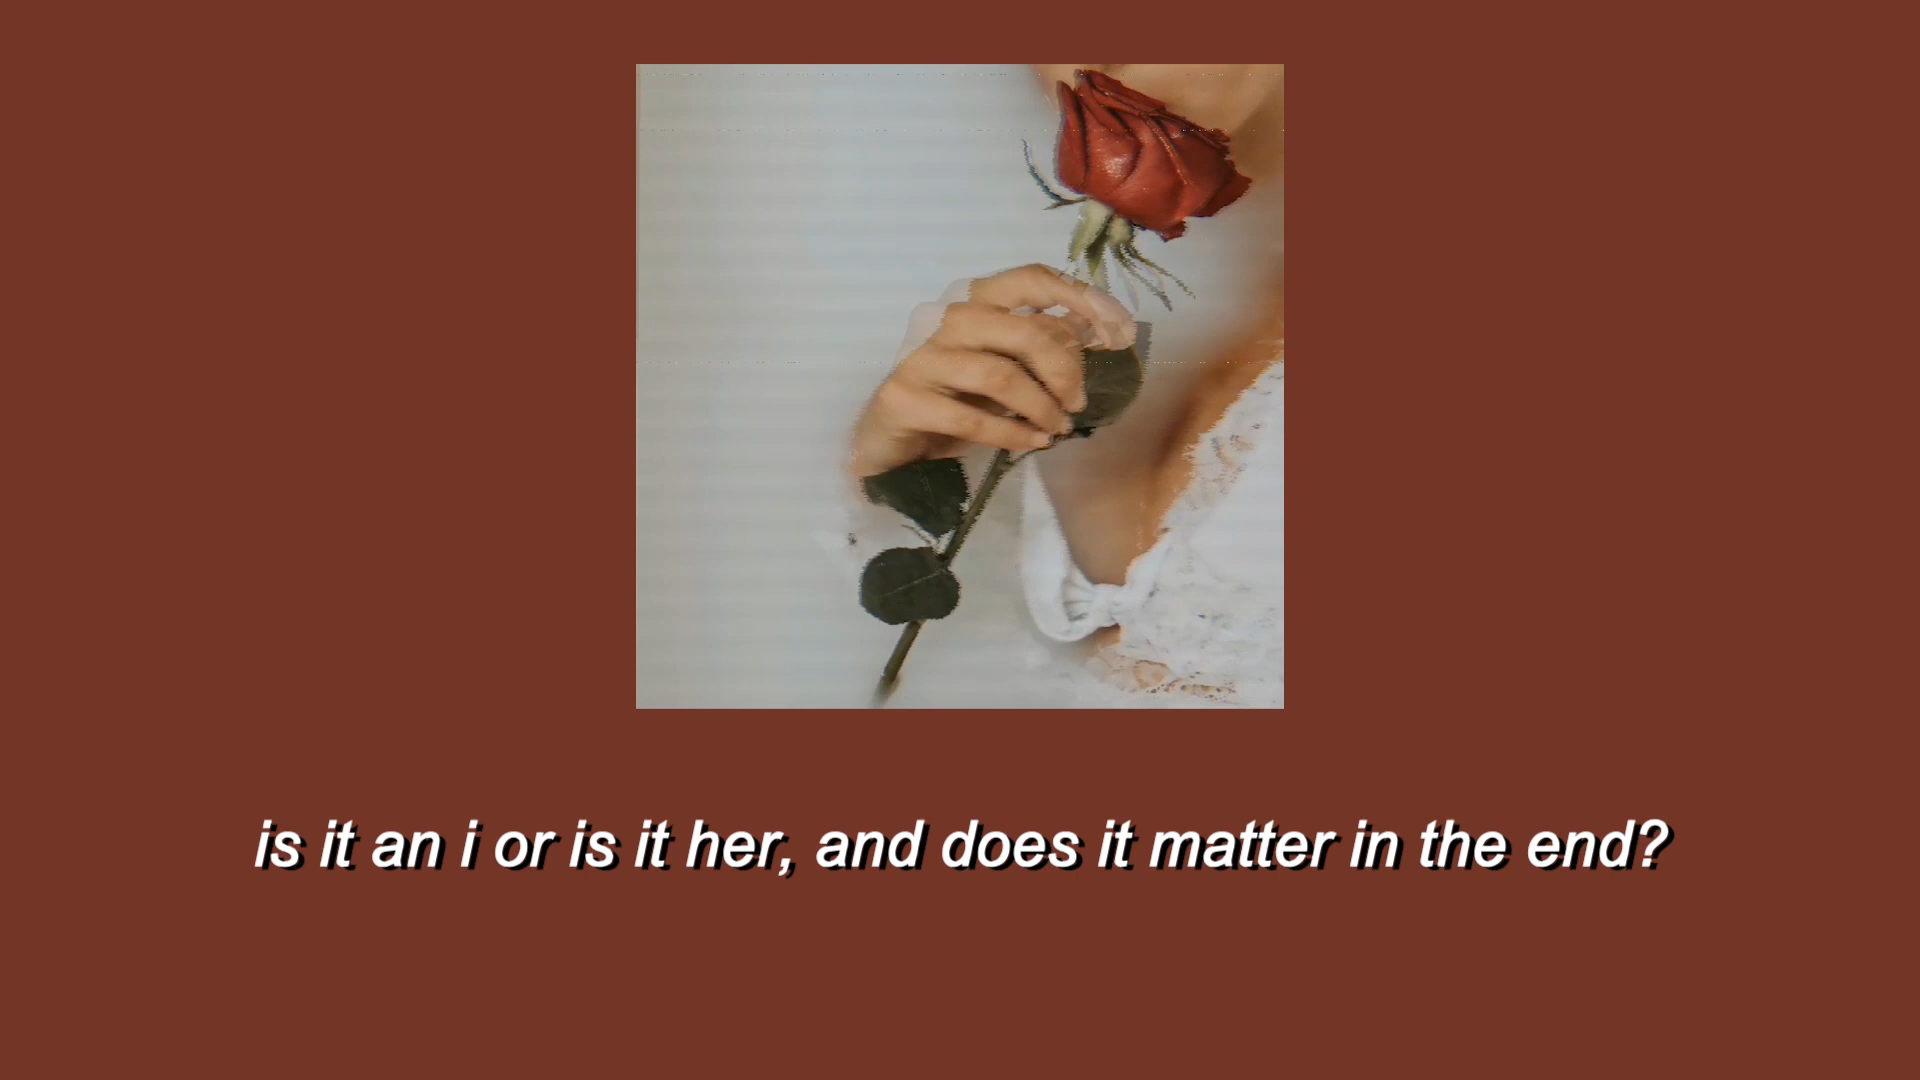 is it an i or is it her, and does it matter in the end?